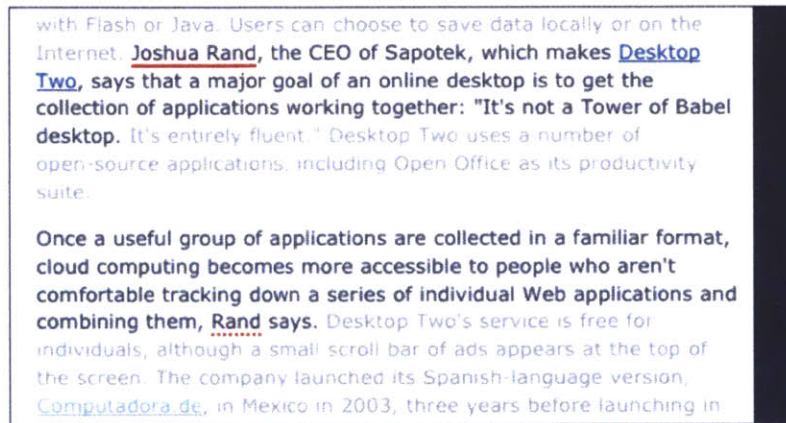 with Flash or Java. Users can choose to save data locally or on the
Internet. Joshua Rand, the CEO of Sapotek, which makes Desktop
Two, says that a major goal of an online desktop is to get the
collection of applications working together: "It's not a Tower of Babel
desktop. It's entirely fluent." Desktop Two uses a number of
open-source applications, including Open Office as its productivity
suite.
Once a useful group of applications are collected in a familiar format,
cloud computing becomes more accessible to people who aren't
comfortable tracking down a series of individual Web applications and
combining them, Rand says. Desktop Two's service is free for
individuals, although a small scroll bar of ads appears at the top of
the screen. The company launched its Spanish-language version,
Computadora.de, in Mexico in 2003, three years before launching in